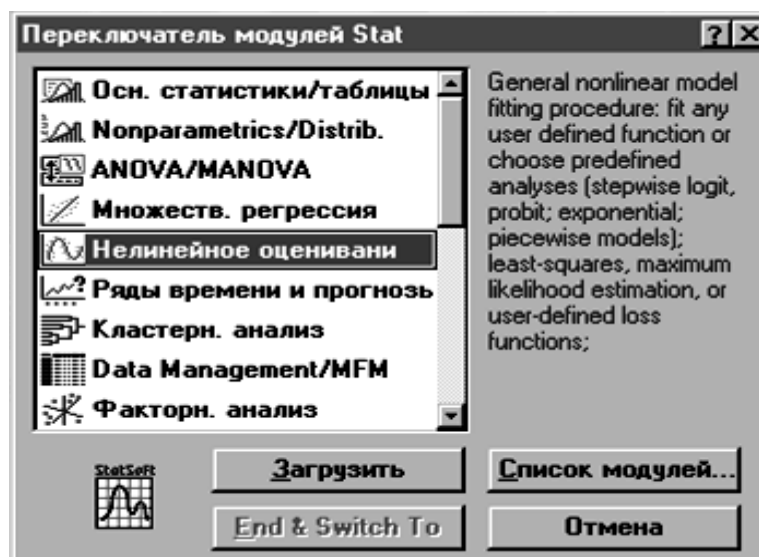 Переключатель модулей Stat
Осн. статистики/таблицы
Nonparametrics/Distrib.
ANOVA/MANOVA
Множеств. регрессия
Нелинейное оценивани
Ряды времени и прогнозь
Кластерн. анализ
Data Management/MFM
Факторн. анализ
General nonlinear model
fitting procedure: fit any
user defined function or
choose predefined
analyses (stepwise logit,
probit; exponential;
piecewise models);
least-squares, maximum
likelihood estimation, or
user-defined loss
functions;
StatSoft
Загрузить
Список модулей...
End & Switch To
Отмена